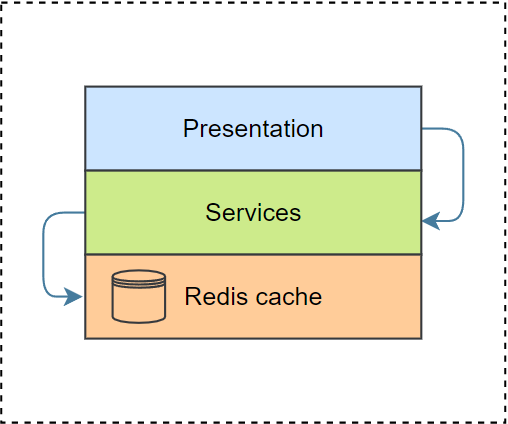 Presentation
Services
Redis cache